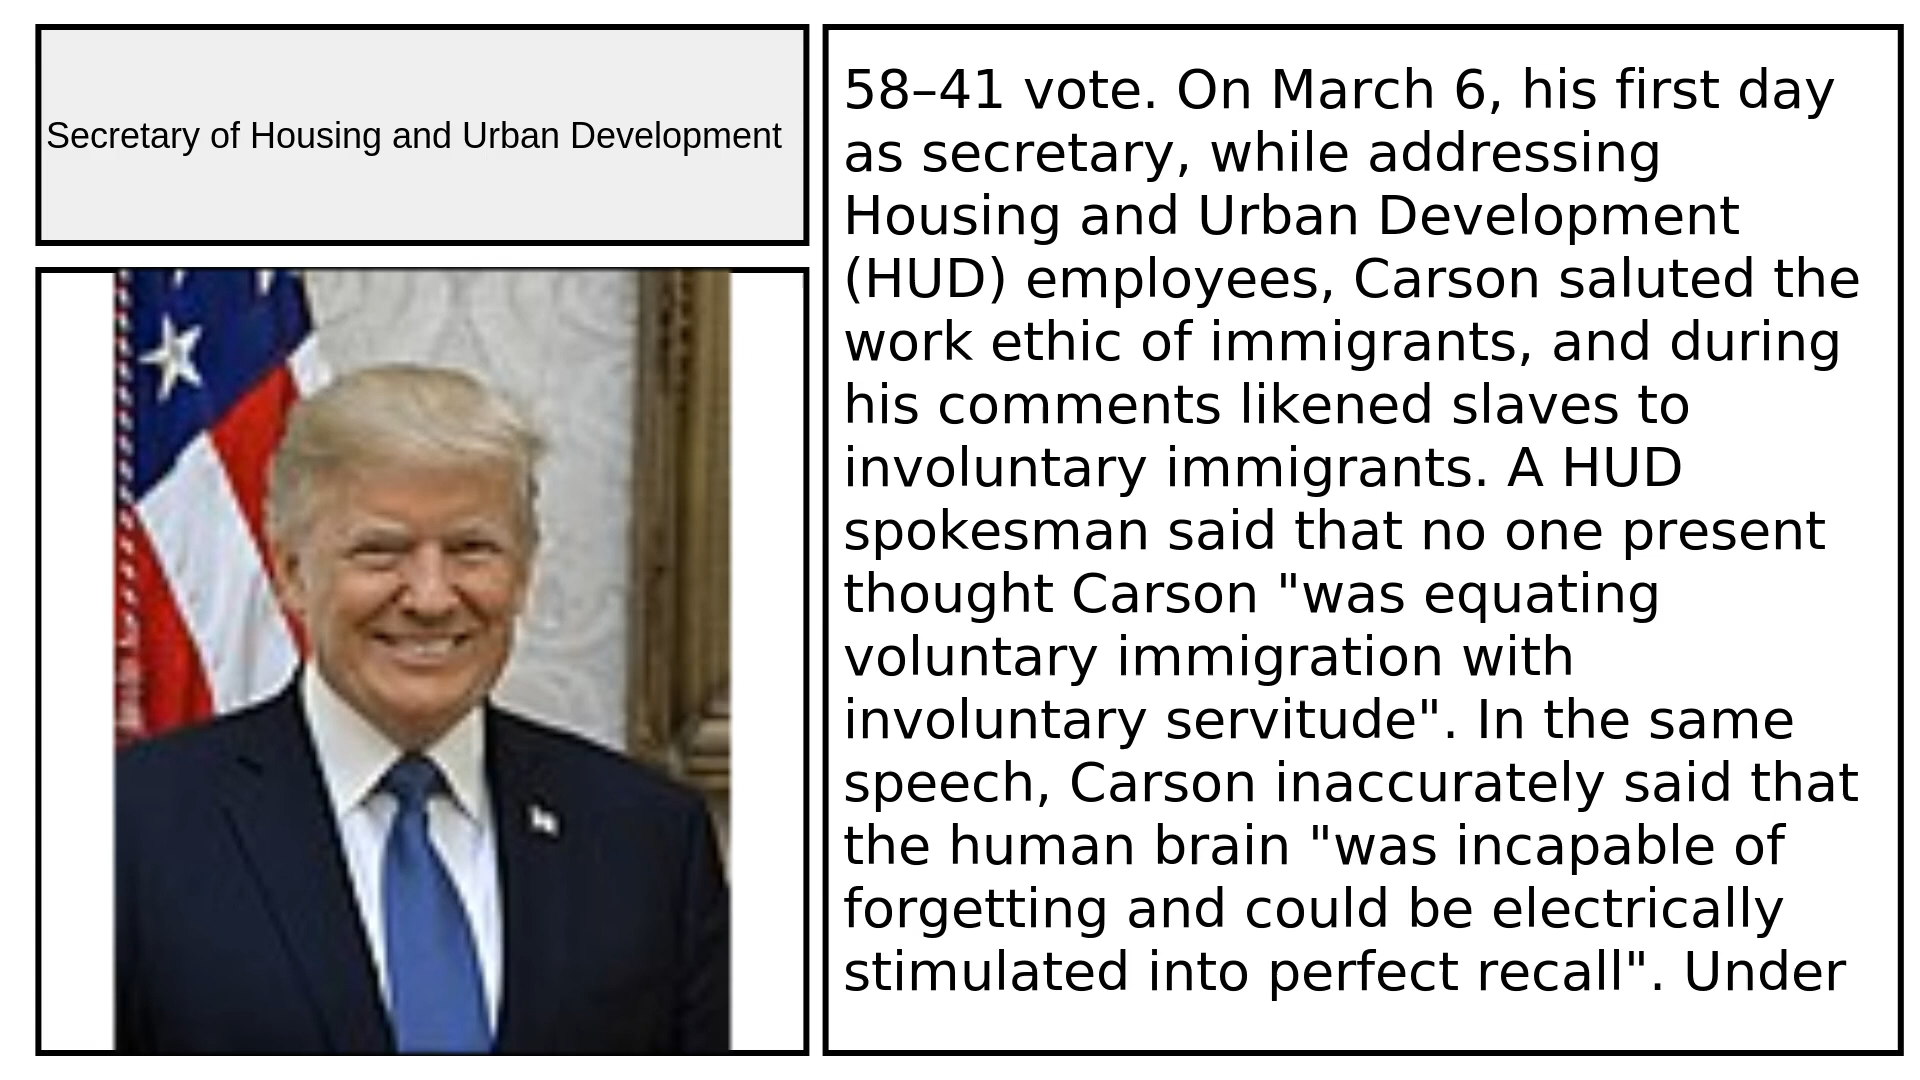 Secretary of Housing and Urban Development
58–41 vote. On March 6, his first day
as secretary, while addressing
Housing and Urban Development
(HUD) employees, Carson saluted the
work ethic of immigrants, and during
his comments likened slaves to
involuntary immigrants. A HUD
spokesman said that no one present
thought Carson "was equating
voluntary immigration with
involuntary servitude". In the same
speech, Carson inaccurately said that
the human brain "was incapable of
forgetting and could be electrically
stimulated into perfect recall". Under